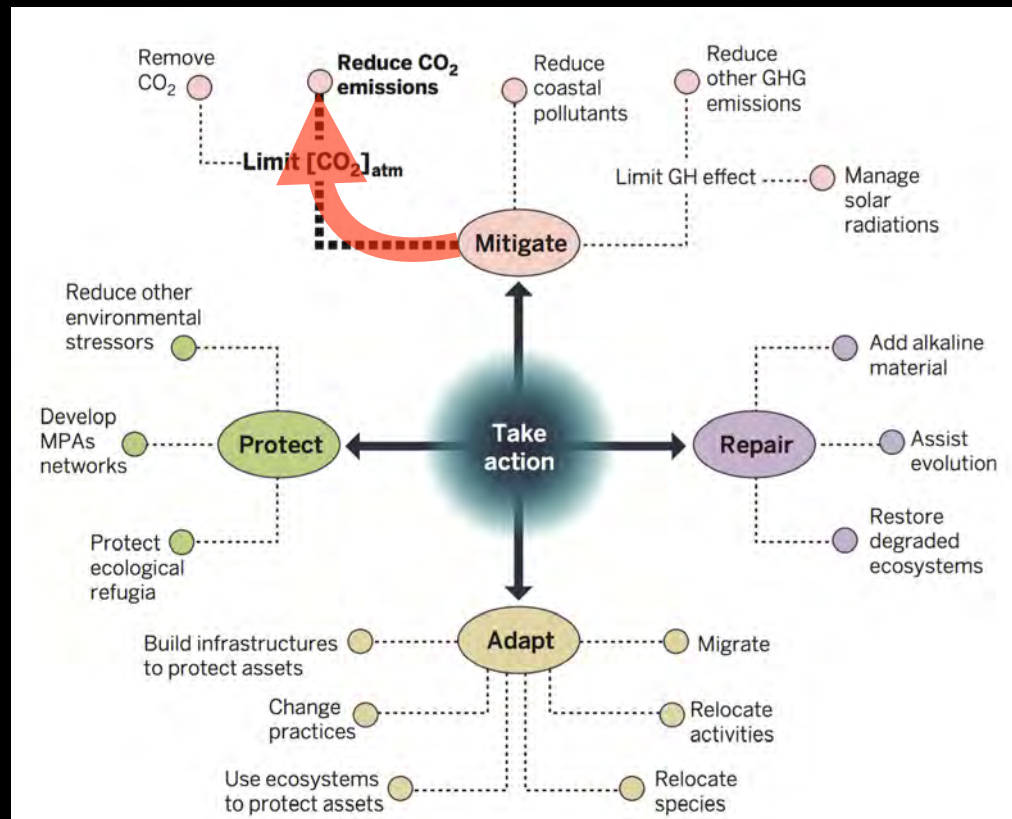 Remove
CO₂
Reduce CO₂
emissions
Reduce
coastal
pollutants
Reduce
other GHG
emissions
Limit [CO₂]atm
Limit GH effect
Manage
solar
radiations
Mitigate
Reduce other
environmental
stressors
Develop
MPAs
networks
Protect
Protect
ecological
refugia
Take
action
Repair
Add alkaline
material
Assist
evolution
Restore
degraded
ecosystems
Adapt
Build infrastructures
to protect assets
Migrate
Change
practices
Relocate
activities
Use ecosystems
to protect assets
Relocate
species